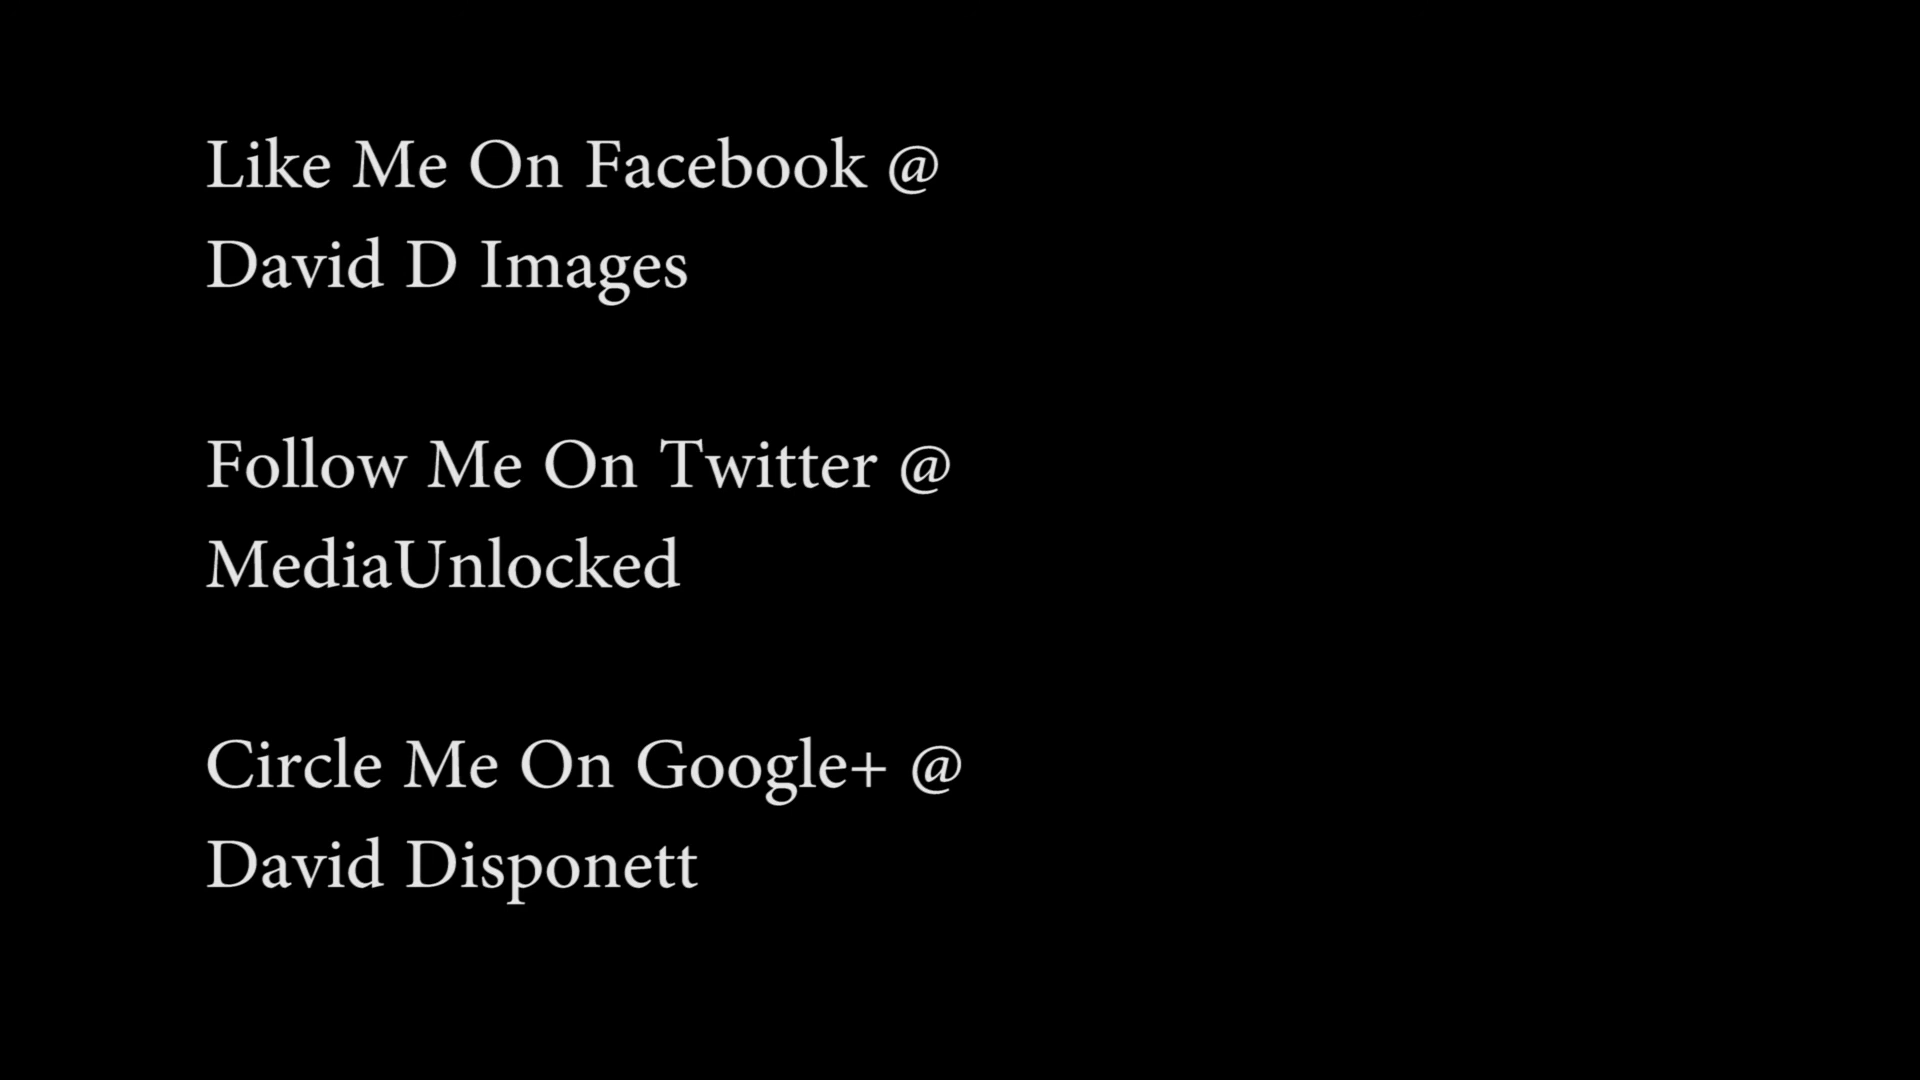 Like Me On Facebook @
David D Images
Follow Me On Twitter @
MediaUnlocked
Circle Me On Google+ @
David Disponett